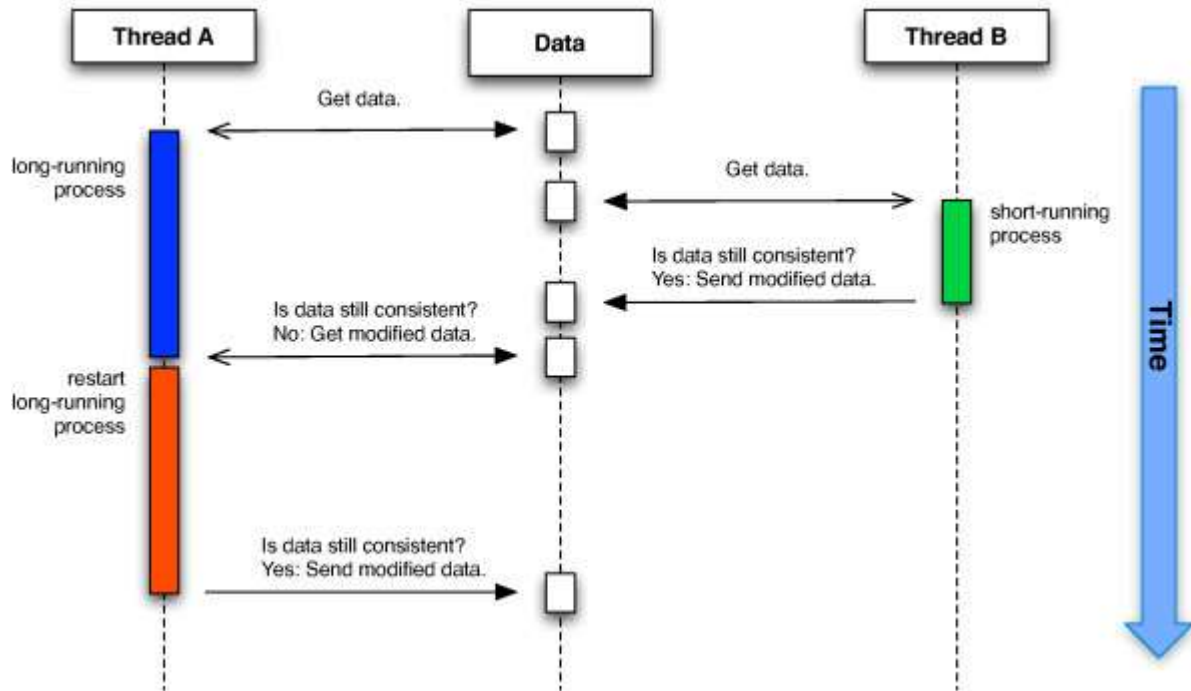 Thread A
Data
Thread B
Get data.
long-running
process
Get data.
short-running
process
Is data still consistent?
Yes: Send modified data.
Is data still consistent?
No: Get modified data.
restart
long-running
process
Time
Is data still consistent?
Yes: Send modified data.